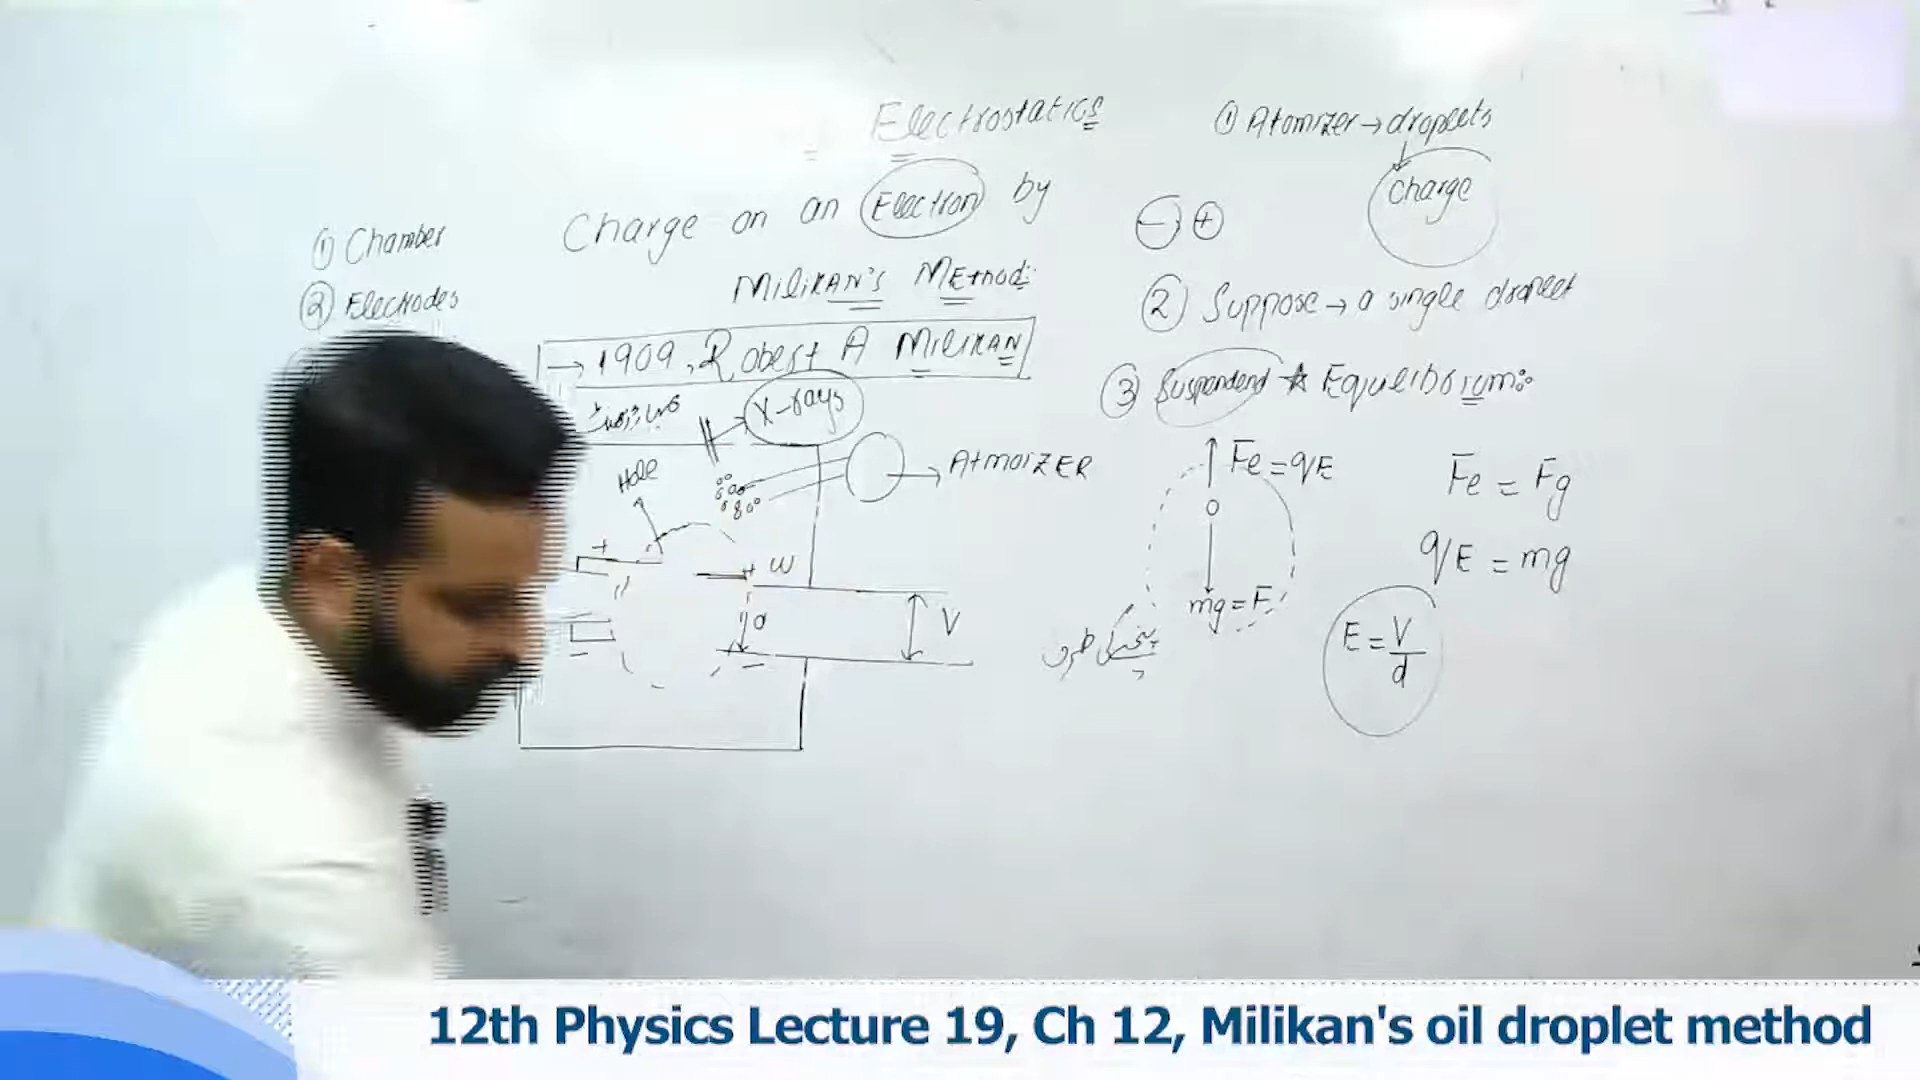 Electrostatics
Charge on an Electron by
Milikan's Method:
→ 1909, Robert A Milikan
① Chamber
② Electrodes
X-rays
Hole
Atmoizer
+
+
w
d
V
−
−
① Atomizer → droplets
Charge
− +
② Suppose → a single droplet
③ Suspended ★ Equilibrium:
Fe = qE
mg = F
Fe = Fg
qE = mg
E = V/d
12th Physics Lecture 19, Ch 12, Milikan's oil droplet method